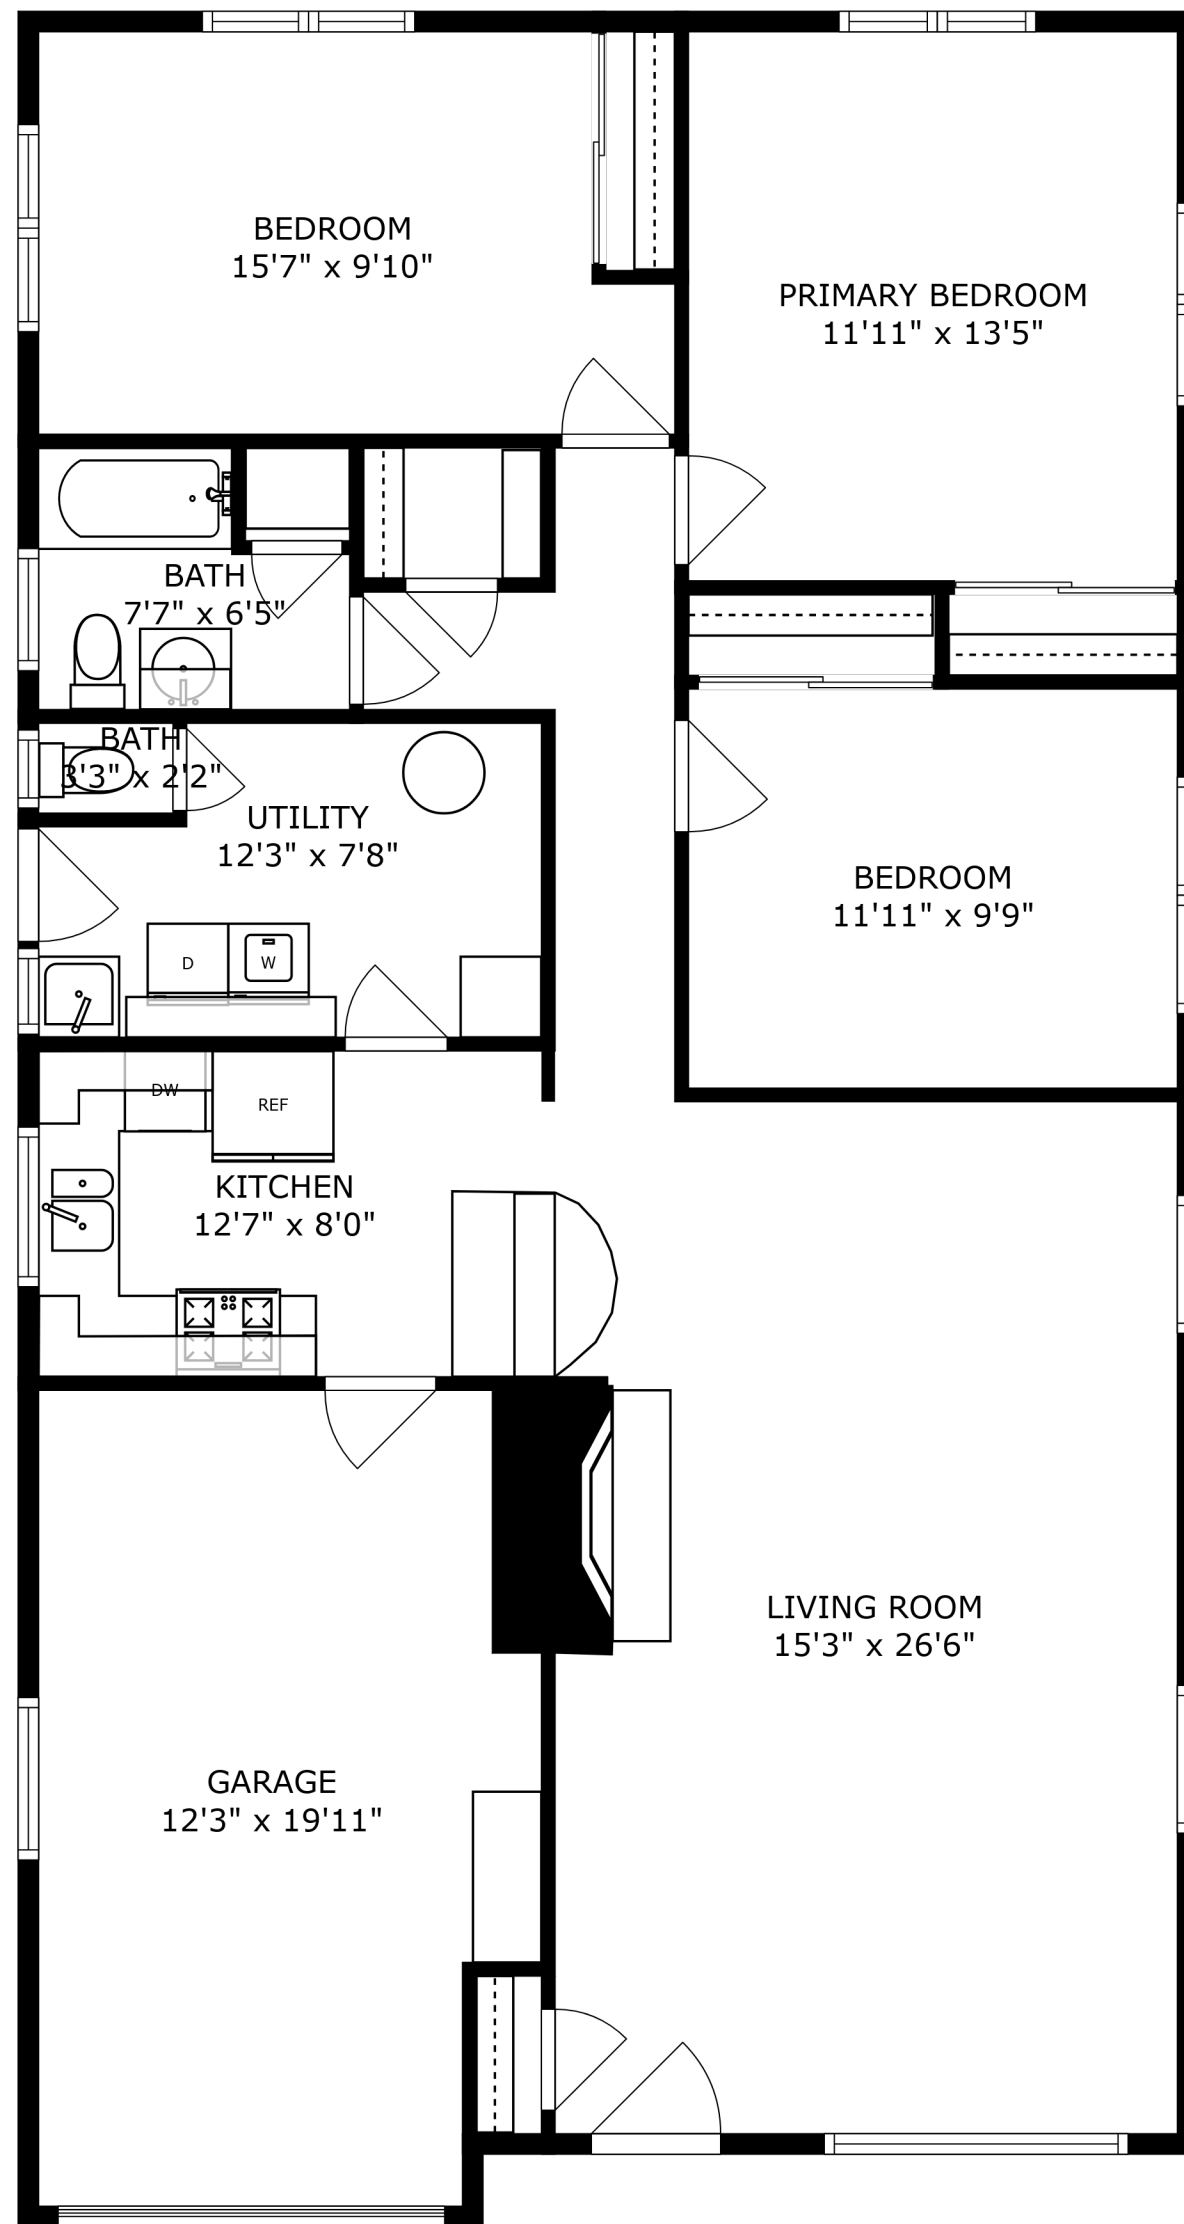 BEDROOM
15'7" x 9'10"
PRIMARY BEDROOM
11'11" x 13'5"
BATH
7'7" x 6'5"
BATH
3'3" x 2'2"
UTILITY
12'3" x 7'8"
BEDROOM
11'11" x 9'9"
D
W
DW
REF
KITCHEN
12'7" x 8'0"
LIVING ROOM
15'3" x 26'6"
GARAGE
12'3" x 19'11"